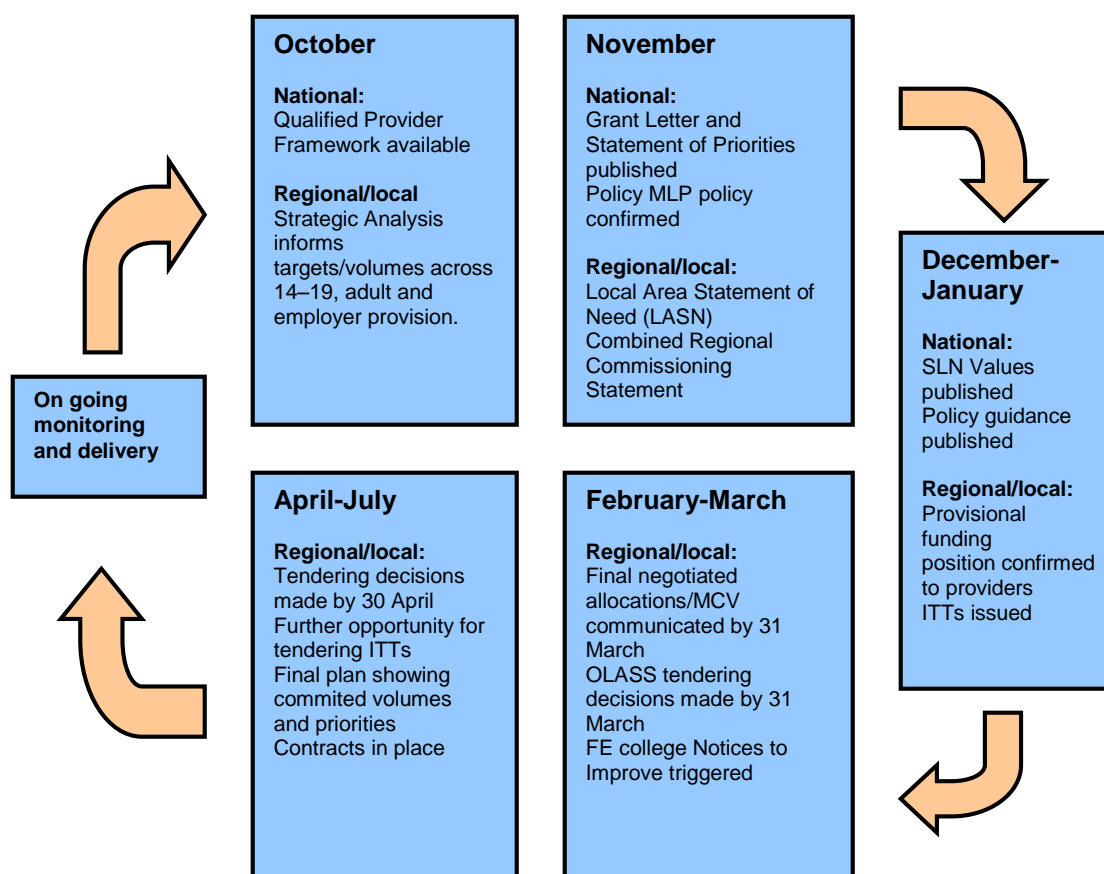 October
National:
Qualified Provider
Framework available
Regional/local
Strategic Analysis
informs
targets/volumes across
14–19, adult and
employer provision.
November
National:
Grant Letter and
Statement of Priorities
published
Policy MLP policy
confirmed
Regional/local:
Local Area Statement of
Need (LASN)
Combined Regional
Commissioning
Statement
December-
January
National:
SLN Values
published
Policy guidance
published
Regional/local:
Provisional
funding
position confirmed
to providers
ITTs issued
February-March
Regional/local:
Final negotiated
allocations/MCV
communicated by 31
March
OLASS tendering
decisions made by 31
March
FE college Notices to
Improve triggered
April-July
Regional/local:
Tendering decisions
made by 30 April
Further opportunity for
tendering ITTs
Final plan showing
commited volumes
and priorities
Contracts in place
On going
monitoring
and delivery